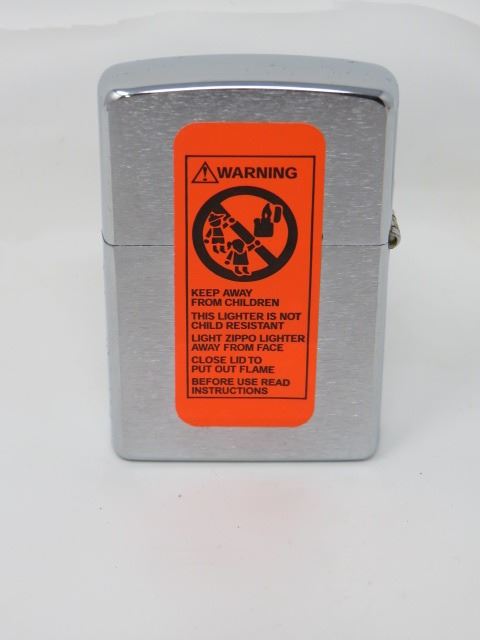 WARNING
KEEP AWAY
FROM CHILDREN
THIS LIGHTER IS NOT
CHILD RESISTANT
LIGHT ZIPPO LIGHTER
AWAY FROM FACE
CLOSE LID TO
PUT OUT FLAME
BEFORE USE READ
INSTRUCTIONS